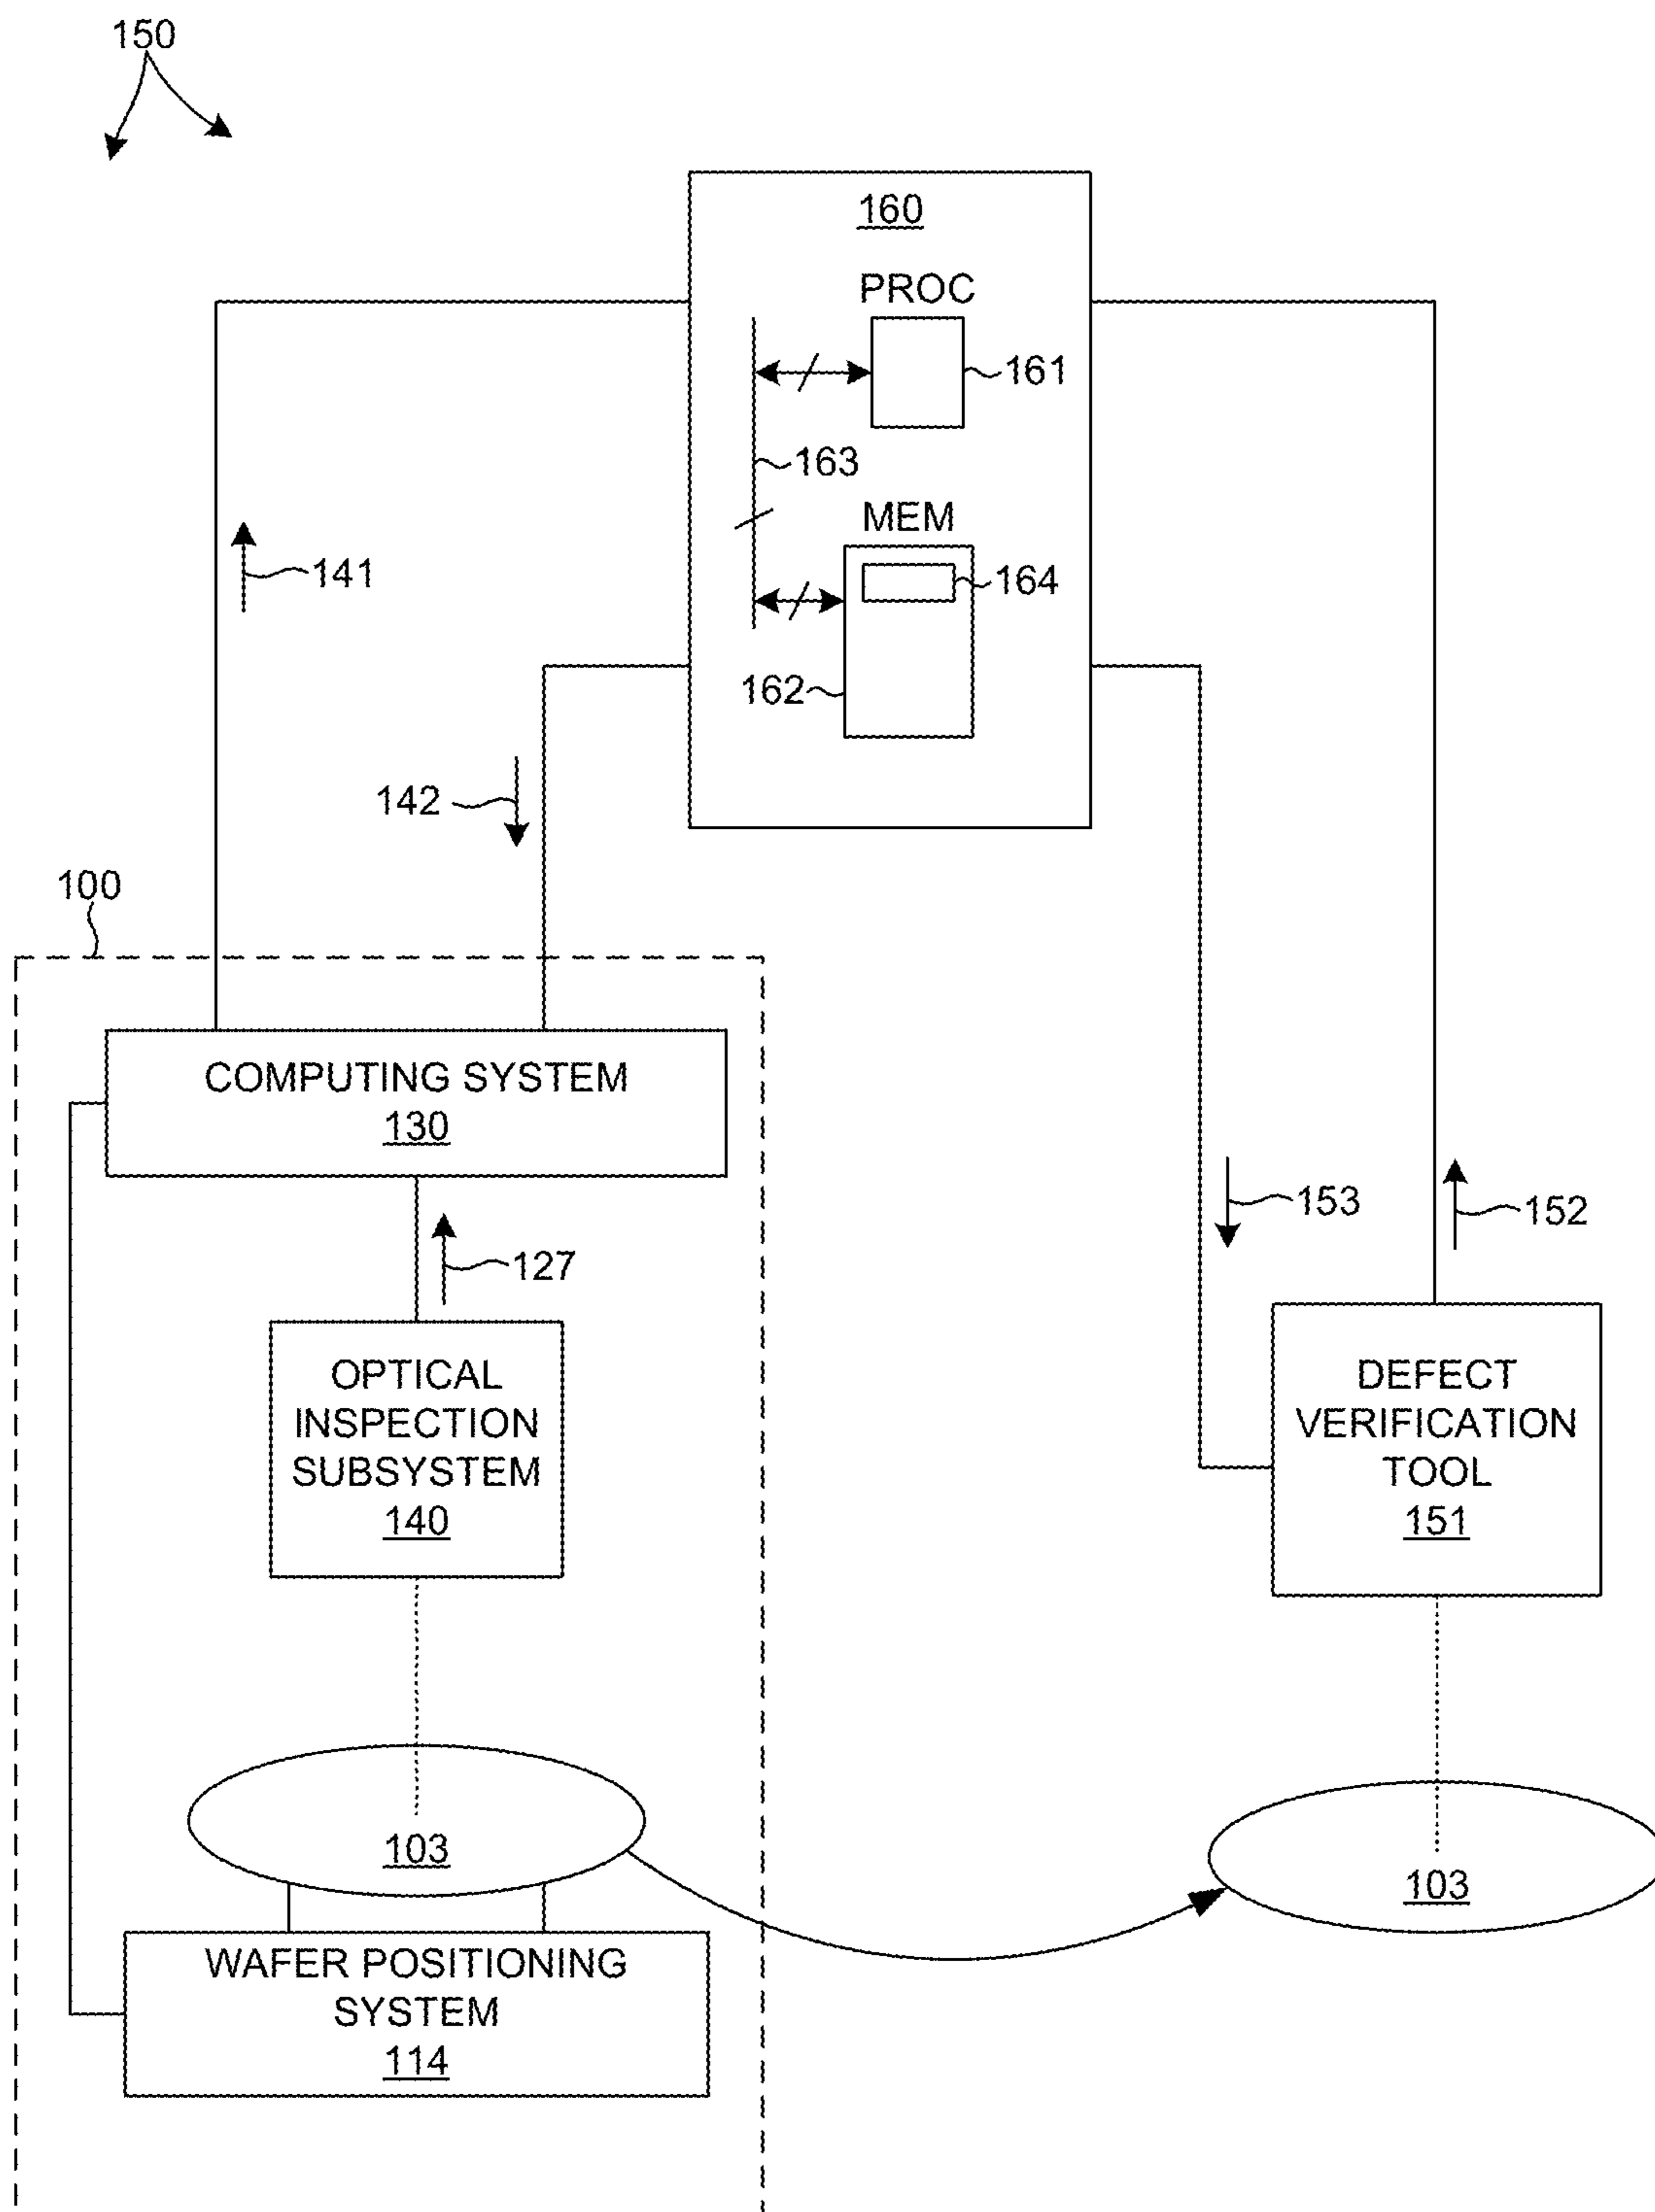 150
160
PROC
161
163
MEM
164
162
141
142
100
COMPUTING SYSTEM
130
127
153
152
OPTICAL
INSPECTION
SUBSYSTEM
140
DEFECT
VERIFICATION
TOOL
151
103
103
WAFER POSITIONING
SYSTEM
114